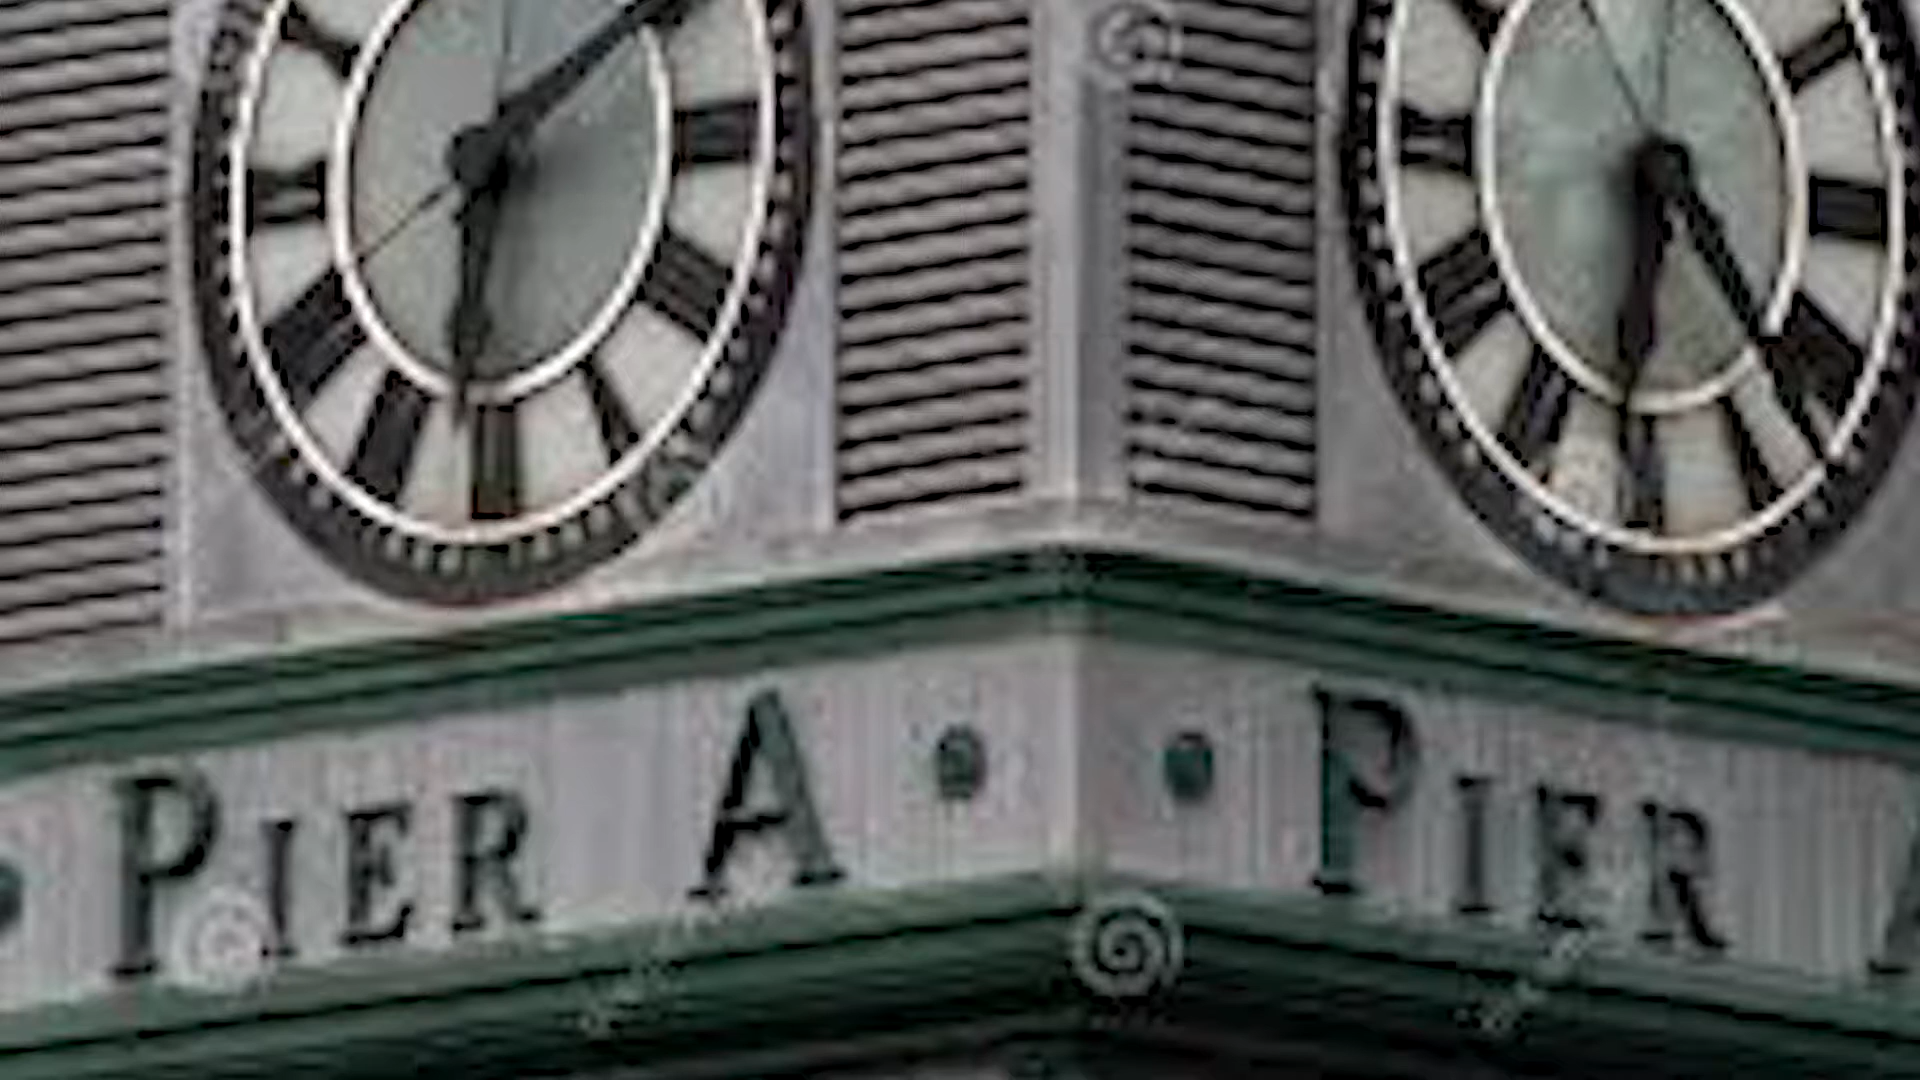 PIER A • • PIER